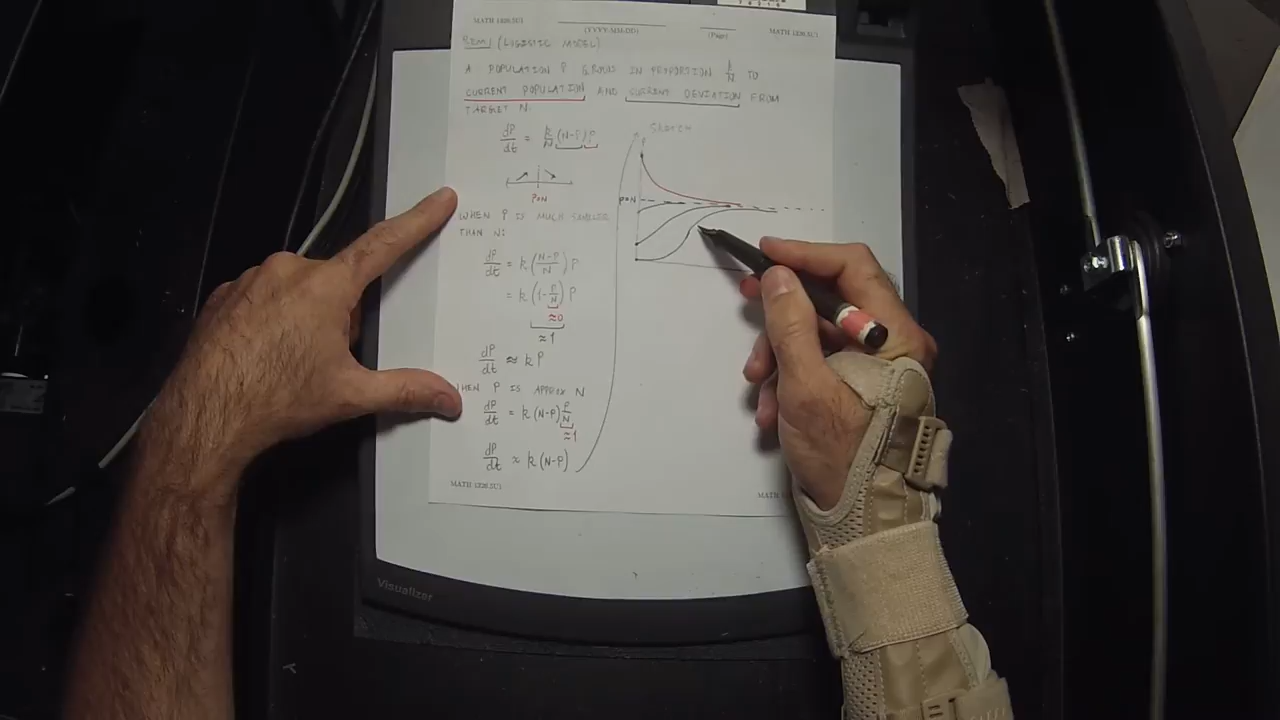 MATH 1220.SU1
(YYYY-MM-DD)
(Page)
MATH 1220.SU1
(LOGISTIC MODEL)
A POPULATION P GROWS IN PROPORTION k/N TO
CURRENT POPULATION AND CURRENT DEVIATION FROM
TARGET N:
dP/dt = k/N (N-P)P
P=N
WHEN P IS MUCH SMALLER
THAN N:
dP/dt = k((N-P)/N)P
= k(1-P/N)P
≈0
≈1
dP/dt ≈ kP
WHEN P IS APPROX N
dP/dt = k(N-P)P/N
≈1
dP/dt ≈ k(N-P)
MATH 1220.SU1
SKETCH
P
P=N
MATH
Visualizer